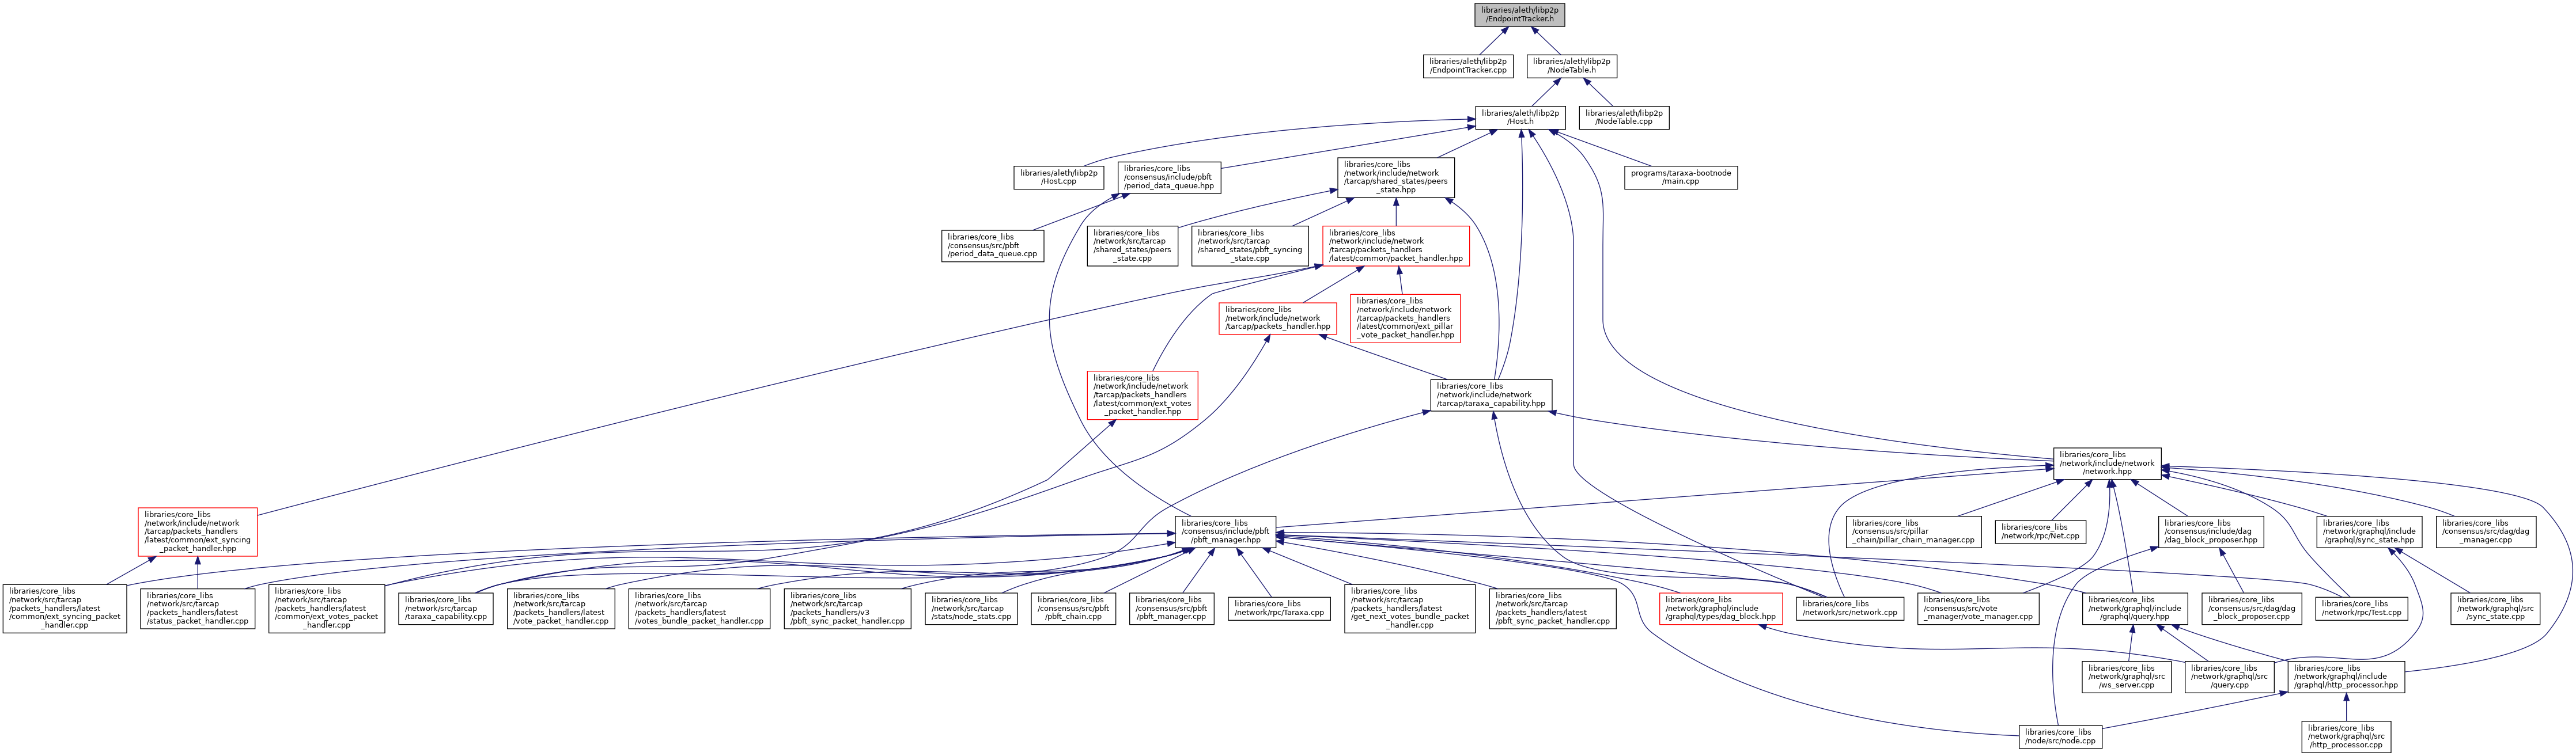 libraries/aleth/libp2p
/EndpointTracker.h
libraries/aleth/libp2p
/EndpointTracker.cpp
libraries/aleth/libp2p
/NodeTable.h
libraries/aleth/libp2p
/Host.h
libraries/aleth/libp2p
/NodeTable.cpp
libraries/aleth/libp2p
/Host.cpp
libraries/core_libs
/consensus/include/pbft
/period_data_queue.hpp
libraries/core_libs
/network/include/network
/tarcap/shared_states/peers
_state.hpp
programs/taraxa-bootnode
/main.cpp
libraries/core_libs
/consensus/src/pbft
/period_data_queue.cpp
libraries/core_libs
/network/src/tarcap
/shared_states/peers
_state.cpp
libraries/core_libs
/network/src/tarcap
/shared_states/pbft_syncing
_state.cpp
libraries/core_libs
/network/include/network
/tarcap/packets_handlers
/latest/common/packet_handler.hpp
libraries/core_libs
/network/include/network
/tarcap/packets_handler.hpp
libraries/core_libs
/network/include/network
/tarcap/packets_handlers
/latest/common/ext_pillar
_vote_packet_handler.hpp
libraries/core_libs
/network/include/network
/tarcap/packets_handlers
/latest/common/ext_votes
_packet_handler.hpp
libraries/core_libs
/network/include/network
/tarcap/taraxa_capability.hpp
libraries/core_libs
/network/include/network
/network.hpp
libraries/core_libs
/network/include/network
/tarcap/packets_handlers
/latest/common/ext_syncing
_packet_handler.hpp
libraries/core_libs
/consensus/include/pbft
/pbft_manager.hpp
libraries/core_libs
/consensus/src/pillar
_chain/pillar_chain_manager.cpp
libraries/core_libs
/network/rpc/Net.cpp
libraries/core_libs
/consensus/include/dag
/dag_block_proposer.hpp
libraries/core_libs
/network/graphql/include
/graphql/sync_state.hpp
libraries/core_libs
/consensus/src/dag/dag
_manager.cpp
libraries/core_libs
/network/src/tarcap
/packets_handlers/latest
/common/ext_syncing_packet
_handler.cpp
libraries/core_libs
/network/src/tarcap
/packets_handlers/latest
/status_packet_handler.cpp
libraries/core_libs
/network/src/tarcap
/packets_handlers/latest
/common/ext_votes_packet
_handler.cpp
libraries/core_libs
/network/src/tarcap
/taraxa_capability.cpp
libraries/core_libs
/network/src/tarcap
/packets_handlers/latest
/vote_packet_handler.cpp
libraries/core_libs
/network/src/tarcap
/packets_handlers/latest
/votes_bundle_packet_handler.cpp
libraries/core_libs
/network/src/tarcap
/packets_handlers/v3
/pbft_sync_packet_handler.cpp
libraries/core_libs
/network/src/tarcap
/stats/node_stats.cpp
libraries/core_libs
/consensus/src/pbft
/pbft_chain.cpp
libraries/core_libs
/consensus/src/pbft
/pbft_manager.cpp
libraries/core_libs
/network/rpc/Taraxa.cpp
libraries/core_libs
/network/src/tarcap
/packets_handlers/latest
/get_next_votes_bundle_packet
_handler.cpp
libraries/core_libs
/network/src/tarcap
/packets_handlers/latest
/pbft_sync_packet_handler.cpp
libraries/core_libs
/network/graphql/include
/graphql/types/dag_block.hpp
libraries/core_libs
/network/src/network.cpp
libraries/core_libs
/consensus/src/vote
_manager/vote_manager.cpp
libraries/core_libs
/network/graphql/include
/graphql/query.hpp
libraries/core_libs
/consensus/src/dag/dag
_block_proposer.cpp
libraries/core_libs
/network/rpc/Test.cpp
libraries/core_libs
/network/graphql/src
/sync_state.cpp
libraries/core_libs
/network/graphql/src
/ws_server.cpp
libraries/core_libs
/network/graphql/src
/query.cpp
libraries/core_libs
/network/graphql/include
/graphql/http_processor.hpp
libraries/core_libs
/node/src/node.cpp
libraries/core_libs
/network/graphql/src
/http_processor.cpp